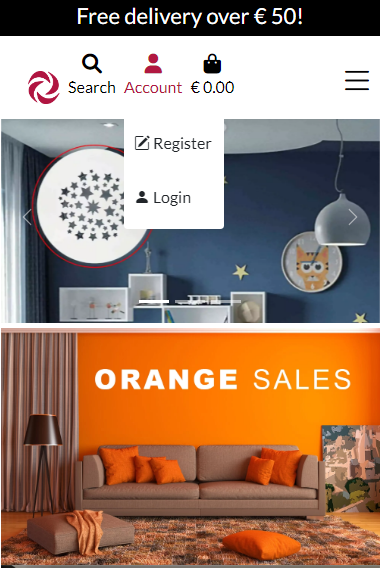 Free delivery over € 50!
Search Account € 0.00
Register
Login
ORANGE SALES